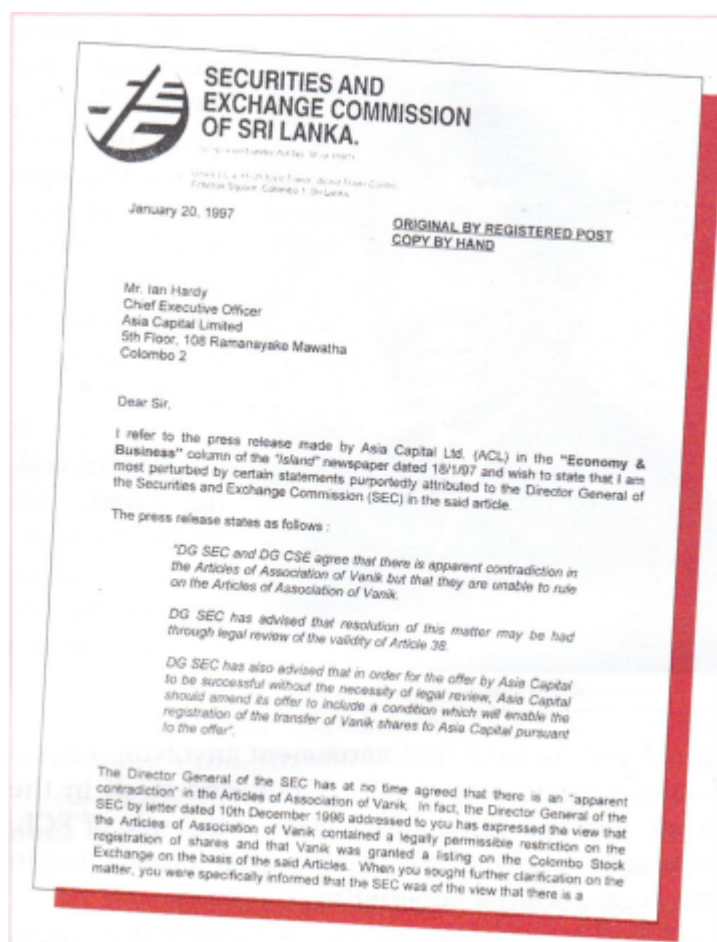 SECURITIES AND
EXCHANGE COMMISSION
OF SRI LANKA.
East Tower,
Echelon Square, Colombo 1, Sri Lanka
January 20, 1997
ORIGINAL BY REGISTERED POST
COPY BY HAND
Mr. Ian Hardy
Chief Executive Officer
Asia Capital Limited
5th Floor, 108 Ramanayake Mawatha
Colombo 2
Dear Sir,
I refer to the press release made by Asia Capital Ltd. (ACL) in the "Economy &
Business" column of the "Island" newspaper dated 18/1/97 and wish to state that I am
most perturbed by certain statements purportedly attributed to the Director General of
the Securities and Exchange Commission (SEC) in the said article.
The press release states as follows :
"DG SEC and DG CSE agree that there is apparent contradiction in
the Articles of Association of Vanik but that they are unable to rule
on the Articles of Association of Vanik.
DG SEC has advised that resolution of this matter may be had
through legal review of the validity of Article 38.
DG SEC has also advised that in order for the offer by Asia Capital
to be successful without the necessity of legal review, Asia Capital
should amend its offer to include a condition which will enable the
registration of the transfer of Vanik shares to Asia Capital pursuant
to the offer".
The Director General of the SEC has at no time agreed that there is an "apparent
contradiction" in the Articles of Association of Vanik. In fact, the Director General of the
SEC by letter dated 10th December 1996 addressed to you has expressed the view that
the Articles of Association of Vanik contained a legally permissible restriction on the
registration of shares and that Vanik was granted a listing on the Colombo Stock
Exchange on the basis of the said Articles. When you sought further clarification on the
matter, you were specifically informed that the SEC was of the view that there is a